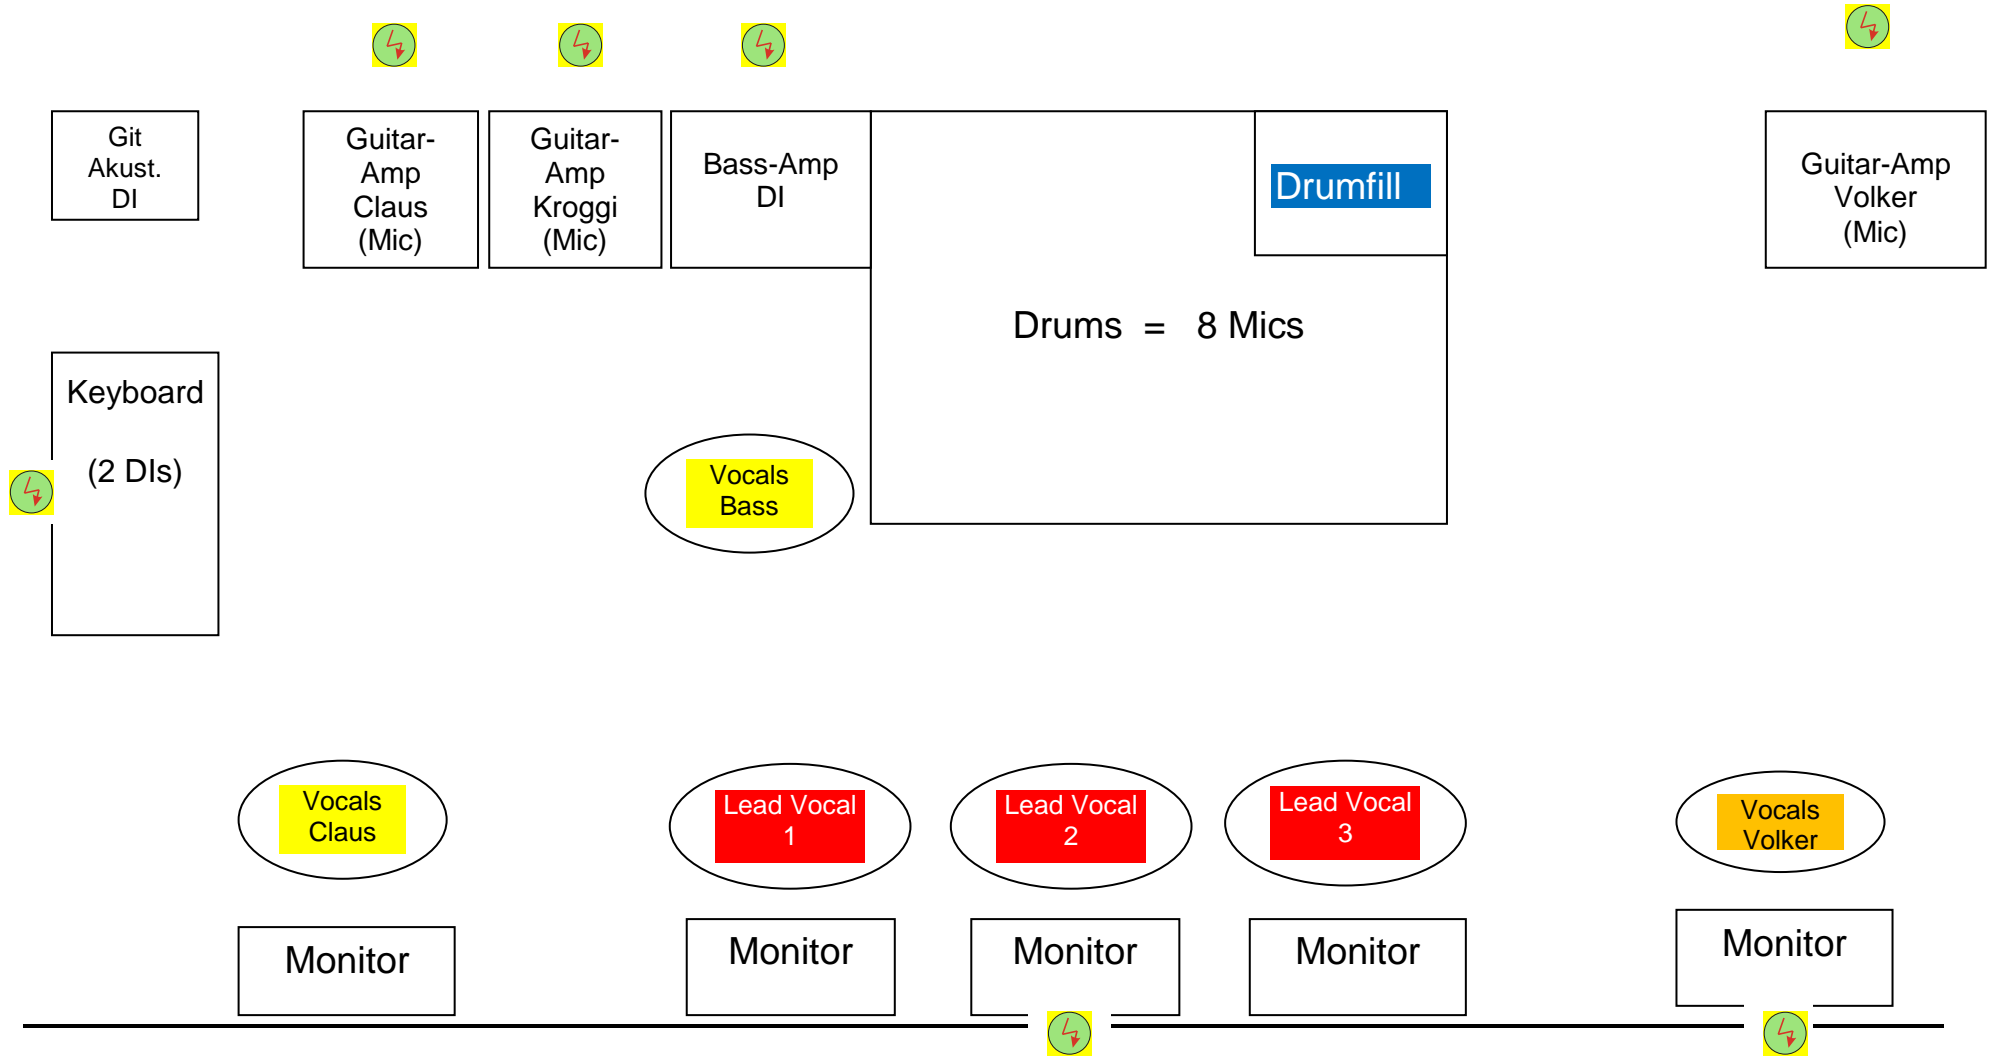 Git
Akust.
DI
Guitar-
Amp
Claus
(Mic)
Guitar-
Amp
Kroggi
(Mic)
Bass-Amp
DI
Drumfill
Guitar-Amp
Volker
(Mic)
Drums = 8 Mics
Keyboard
(2 DIs)
Vocals
Bass
Vocals
Claus
Lead Vocal
1
Lead Vocal
2
Lead Vocal
3
Vocals
Volker
Monitor
Monitor
Monitor
Monitor
Monitor